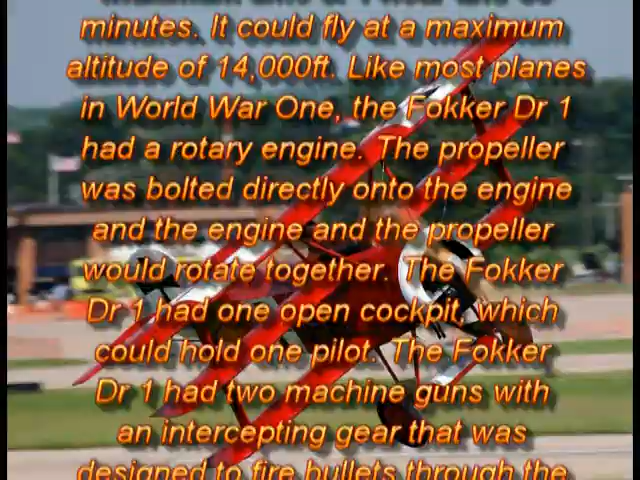 minutes. It could fly at a maximum
altitude of 14,000ft. Like most planes
in World War One, the Fokker Dr 1
had a rotary engine. The propeller
was bolted directly onto the engine
and the engine and the propeller
would rotate together. The Fokker
Dr 1 had one open cockpit, which
could hold one pilot. The Fokker
Dr 1 had two machine guns with
an intercepting gear that was
designed to fire bullets through the